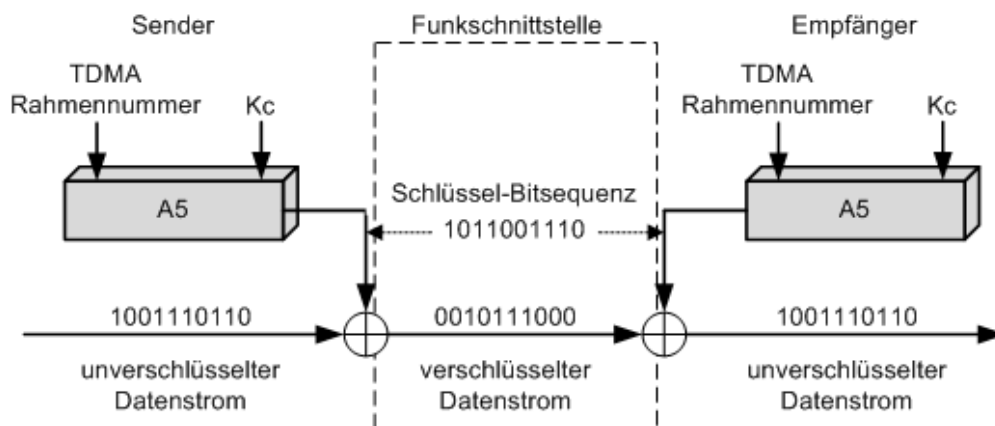 Sender
Funkschnittstelle
Empfänger
TDMA
Rahmennummer
Kc
TDMA
Rahmennummer
Kc
A5
Schlüssel-Bitsequenz
1011001110
A5
1001110110
0010111000
1001110110
unverschlüsselter
Datenstrom
verschlüsselter
Datenstrom
unverschlüsselter
Datenstrom